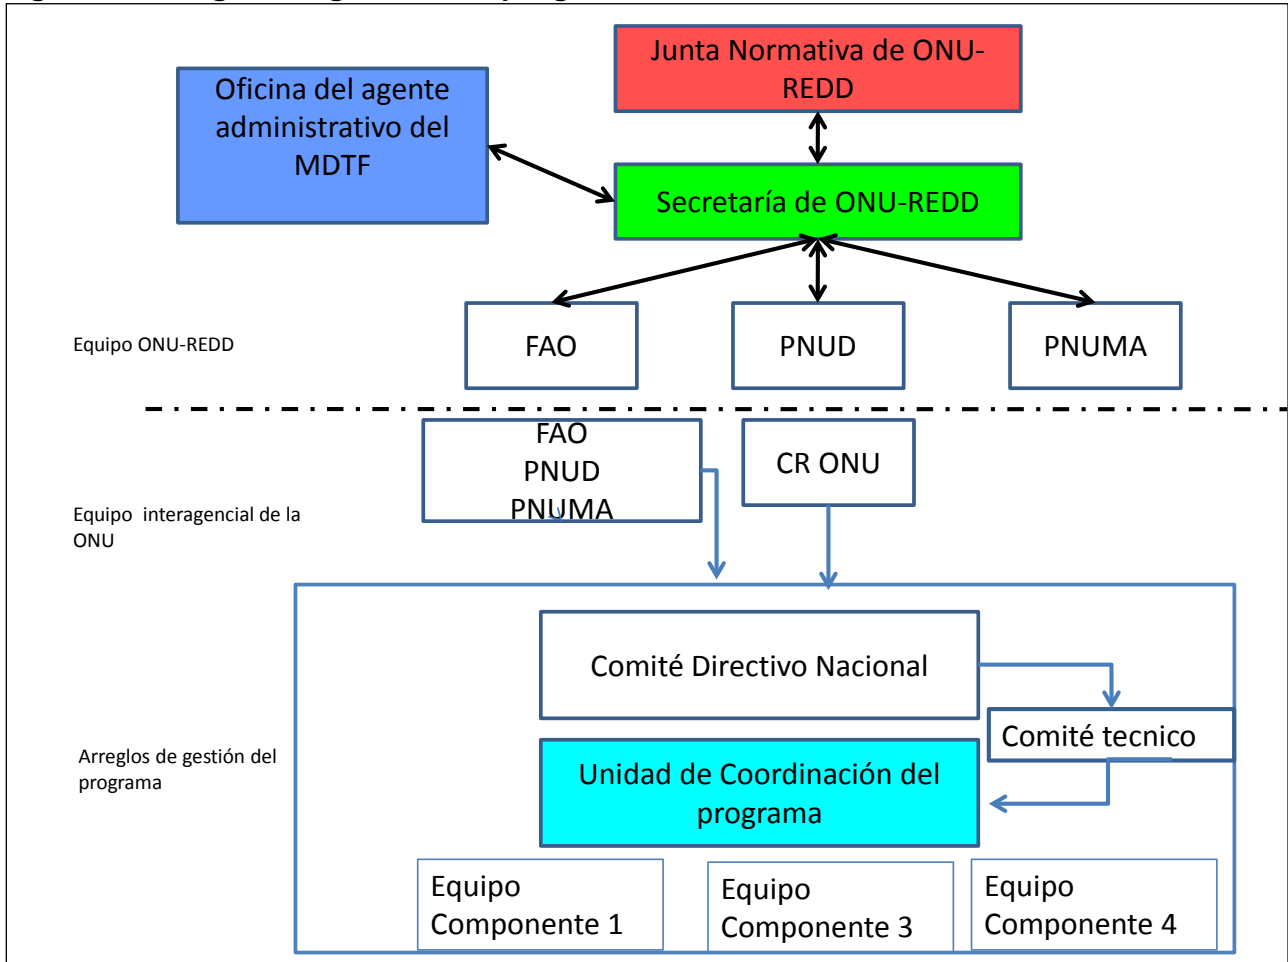 Junta Normativa de ONU-
REDD
Oficina del agente
administrativo del
MDTF
Secretaría de ONU-REDD
Equipo ONU-REDD
FAO
PNUD
PNUMA
FAO
PNUD
PNUMA
CR ONU
Equipo interagencial de la
ONU
Comité Directivo Nacional
Comité tecnico
Arreglos de gestión del
programa
Unidad de Coordinación del
programa
Equipo
Componente 1
Equipo
Componente 3
Equipo
Componente 4